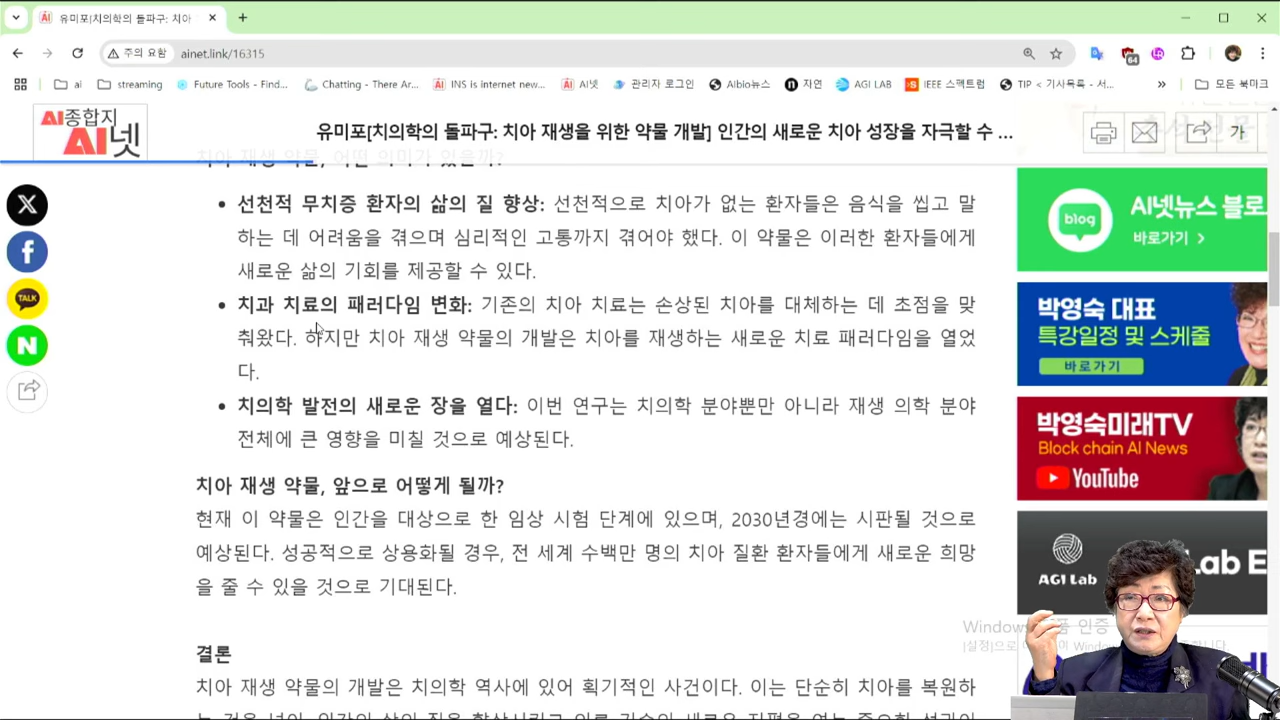 유미포[치의학의 돌파구: 치아
주의 요함
ainet.link/16315
64
ai
streaming
Future Tools - Find...
Chatting - There Ar...
INS is internet new...
AI넷
관리자 로그인
Aibio뉴스
자연
AGI LAB
IEEE 스펙트럼
TIP < 기사목록 - 서...
모든 북마크
AI종합지
AI넷
유미포[치의학의 돌파구: 치아 재생을 위한 약물 개발] 인간의 새로운 치아 성장을 자극할 수 ...
가
치아 재생 약물, 어떤 의미가 있을까?
선천적 무치증 환자의 삶의 질 향상: 선천적으로 치아가 없는 환자들은 음식을 씹고 말
하는 데 어려움을 겪으며 심리적인 고통까지 겪어야 했다. 이 약물은 이러한 환자들에게
새로운 삶의 기회를 제공할 수 있다.
치과 치료의 패러다임 변화: 기존의 치아 치료는 손상된 치아를 대체하는 데 초점을 맞
춰왔다. 하지만 치아 재생 약물의 개발은 치아를 재생하는 새로운 치료 패러다임을 열었
다.
치의학 발전의 새로운 장을 열다: 이번 연구는 치의학 분야뿐만 아니라 재생 의학 분야
전체에 큰 영향을 미칠 것으로 예상된다.
치아 재생 약물, 앞으로 어떻게 될까?
현재 이 약물은 인간을 대상으로 한 임상 시험 단계에 있으며, 2030년경에는 시판될 것으로
예상된다. 성공적으로 상용화될 경우, 전 세계 수백만 명의 치아 질환 환자들에게 새로운 희망
을 줄 수 있을 것으로 기대된다.
결론
치아 재생 약물의 개발은 치의학 역사에 있어 획기적인 사건이다. 이는 단순히 치아를 복원하
X
f
TALK
N
blog
AI넷뉴스 블로
바로가기 >
박영숙 대표
특강일정 및 스케줄
바로가기
박영숙미래TV
Block chain AI News
YouTube
AGI Lab
Lab E
Windows
인증
[설정]으로